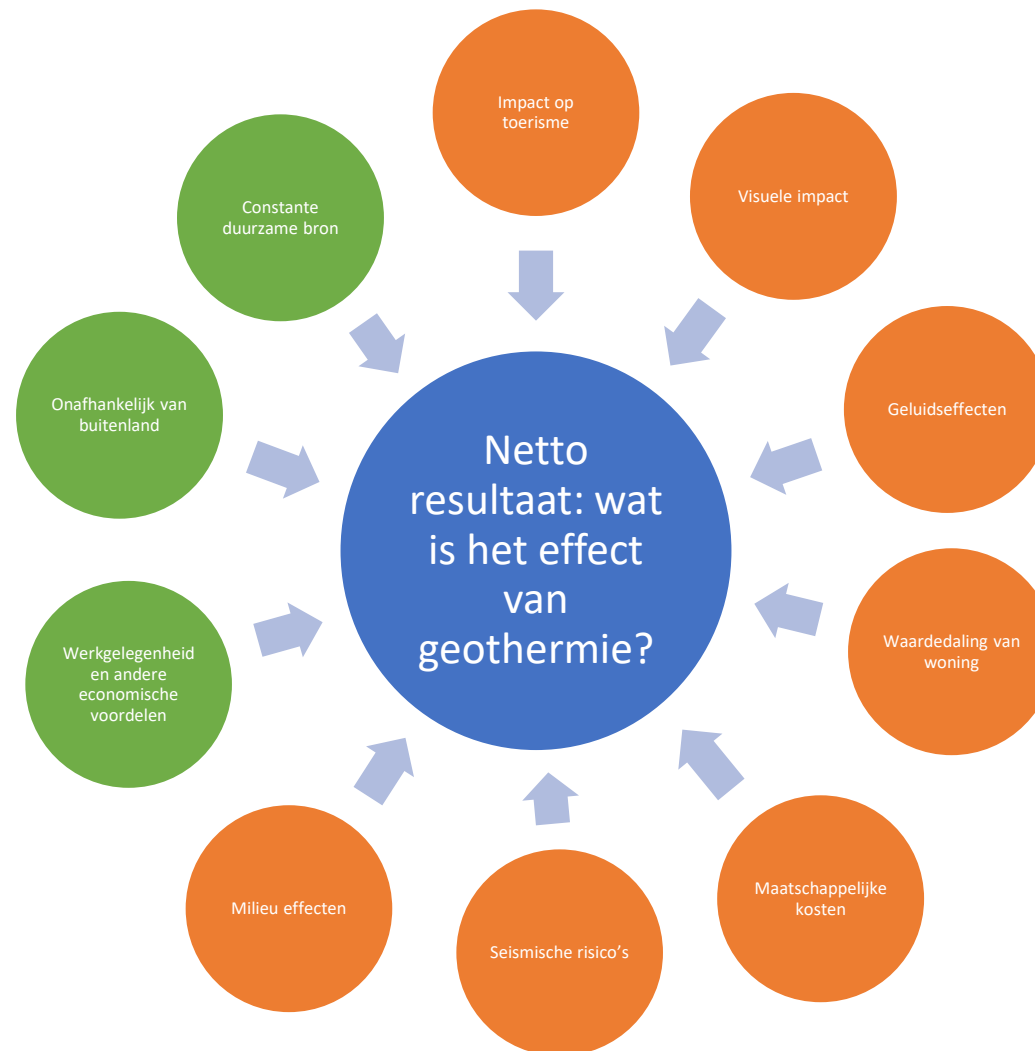 Impact op
toerisme
Visuele impact
Geluidseffecten
Waardedaling van
woning
Maatschappelijke
kosten
Seismische risico’s
Milieu effecten
Werkgelegenheid
en andere
economische
voordelen
Onafhankelijk van
buitenland
Constante
duurzame bron
Netto
resultaat: wat
is het effect
van
geothermie?